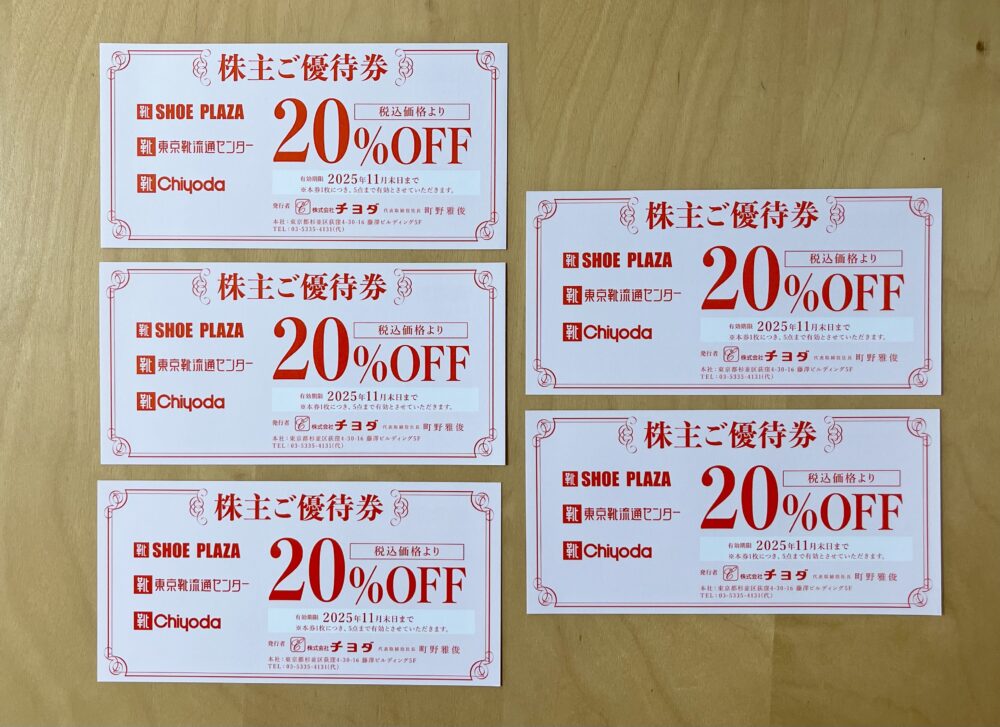 株主ご優待券
靴 SHOE PLAZA
靴 東京靴流通センター
靴 Chiyoda
税込価格より
20%OFF
有効期限 2025年11月末日まで
※本券1枚につき、5点まで有効とさせていただきます。
発行者 株式会社チヨダ 代表取締役社長 町野雅俊
本社:東京都杉並区荻窪4-30-16 藤澤ビルディング5F
TEL:03-5335-4131(代)
株主ご優待券
靴 SHOE PLAZA
靴 東京靴流通センター
靴 Chiyoda
税込価格より
20%OFF
有効期限 2025年11月末日まで
※本券1枚につき、5点まで有効とさせていただきます。
発行者 株式会社チヨダ 代表取締役社長 町野雅俊
本社:東京都杉並区荻窪4-30-16 藤澤ビルディング5F
TEL:03-5335-4131(代)
株主ご優待券
靴 SHOE PLAZA
靴 東京靴流通センター
靴 Chiyoda
税込価格より
20%OFF
有効期限 2025年11月末日まで
※本券1枚につき、5点まで有効とさせていただきます。
発行者 株式会社チヨダ 代表取締役社長 町野雅俊
本社:東京都杉並区荻窪4-30-16 藤澤ビルディング5F
TEL:03-5335-4131(代)
株主ご優待券
靴 SHOE PLAZA
靴 東京靴流通センター
靴 Chiyoda
税込価格より
20%OFF
有効期限 2025年11月末日まで
※本券1枚につき、5点まで有効とさせていただきます。
発行者 株式会社チヨダ 代表取締役社長 町野雅俊
本社:東京都杉並区荻窪4-30-16 藤澤ビルディング5F
TEL:03-5335-4131(代)
株主ご優待券
靴 SHOE PLAZA
靴 東京靴流通センター
靴 Chiyoda
税込価格より
20%OFF
有効期限 2025年11月末日まで
※本券1枚につき、5点まで有効とさせていただきます。
発行者 株式会社チヨダ 代表取締役社長 町野雅俊
本社:東京都杉並区荻窪4-30-16 藤澤ビルディング5F
TEL:03-5335-4131(代)